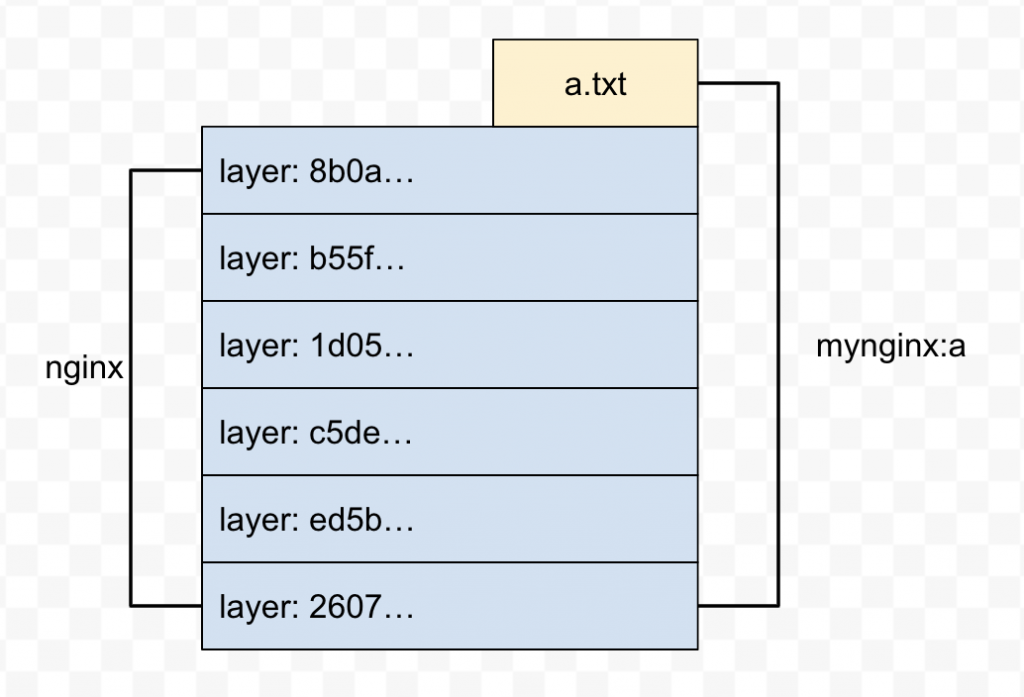 a.txt
layer: 8b0a…
layer: b55f…
layer: 1d05…
nginx
mynginx:a
layer: c5de…
layer: ed5b…
layer: 2607…